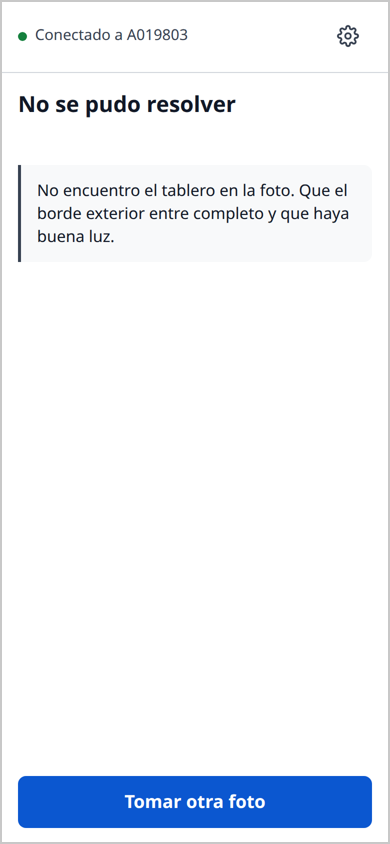 Conectado a A019803
No se pudo resolver
No encuentro el tablero en la foto. Que el
borde exterior entre completo y que haya
buena luz.
Tomar otra foto